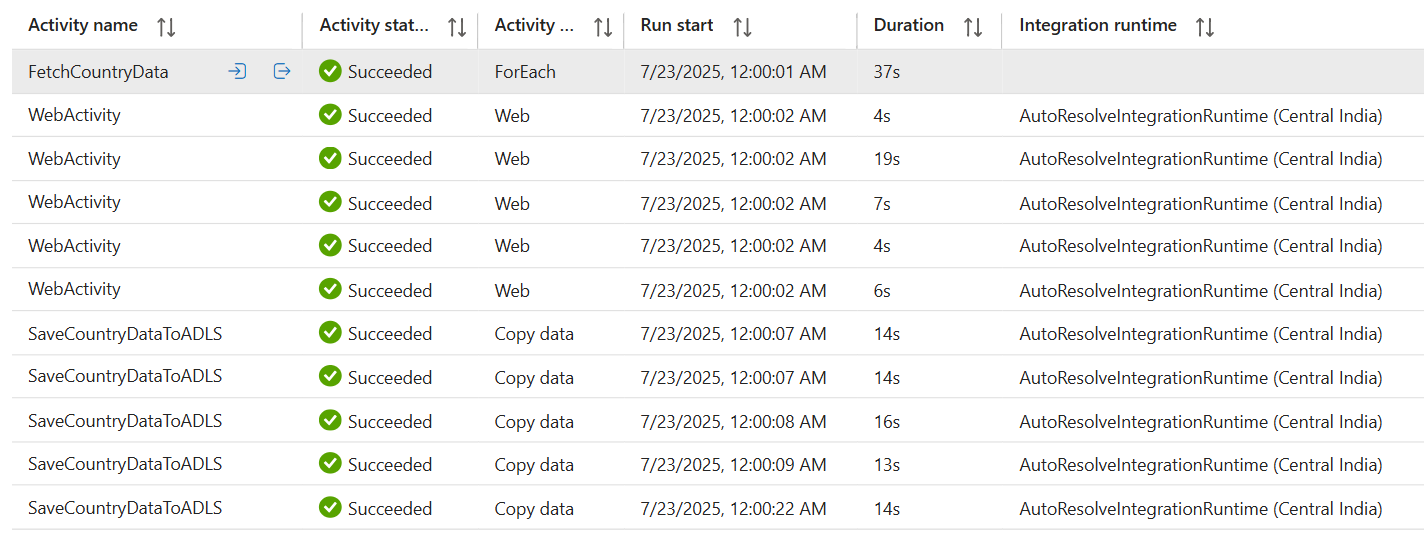 Activity name Activity stat... Activity ... Run start Duration Integration runtime
FetchCountryData Succeeded ForEach 7/23/2025, 12:00:01 AM 37s
WebActivity Succeeded Web 7/23/2025, 12:00:02 AM 4s AutoResolveIntegrationRuntime (Central India)
WebActivity Succeeded Web 7/23/2025, 12:00:02 AM 19s AutoResolveIntegrationRuntime (Central India)
WebActivity Succeeded Web 7/23/2025, 12:00:02 AM 7s AutoResolveIntegrationRuntime (Central India)
WebActivity Succeeded Web 7/23/2025, 12:00:02 AM 4s AutoResolveIntegrationRuntime (Central India)
WebActivity Succeeded Web 7/23/2025, 12:00:02 AM 6s AutoResolveIntegrationRuntime (Central India)
SaveCountryDataToADLS Succeeded Copy data 7/23/2025, 12:00:07 AM 14s AutoResolveIntegrationRuntime (Central India)
SaveCountryDataToADLS Succeeded Copy data 7/23/2025, 12:00:07 AM 14s AutoResolveIntegrationRuntime (Central India)
SaveCountryDataToADLS Succeeded Copy data 7/23/2025, 12:00:08 AM 16s AutoResolveIntegrationRuntime (Central India)
SaveCountryDataToADLS Succeeded Copy data 7/23/2025, 12:00:09 AM 13s AutoResolveIntegrationRuntime (Central India)
SaveCountryDataToADLS Succeeded Copy data 7/23/2025, 12:00:22 AM 14s AutoResolveIntegrationRuntime (Central India)